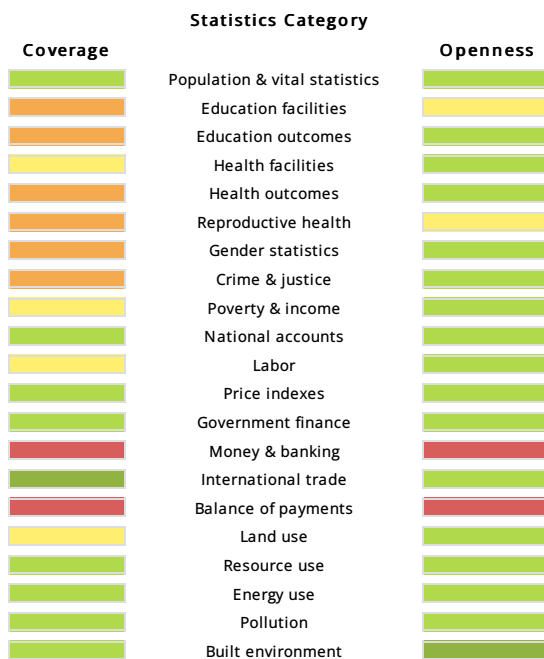 Statistics Category
Coverage Openness
Population & vital statistics
Education facilities
Education outcomes
Health facilities
Health outcomes
Reproductive health
Gender statistics
Crime & justice
Poverty & income
National accounts
Labor
Price indexes
Government finance
Money & banking
International trade
Balance of payments
Land use
Resource use
Energy use
Pollution
Built environment